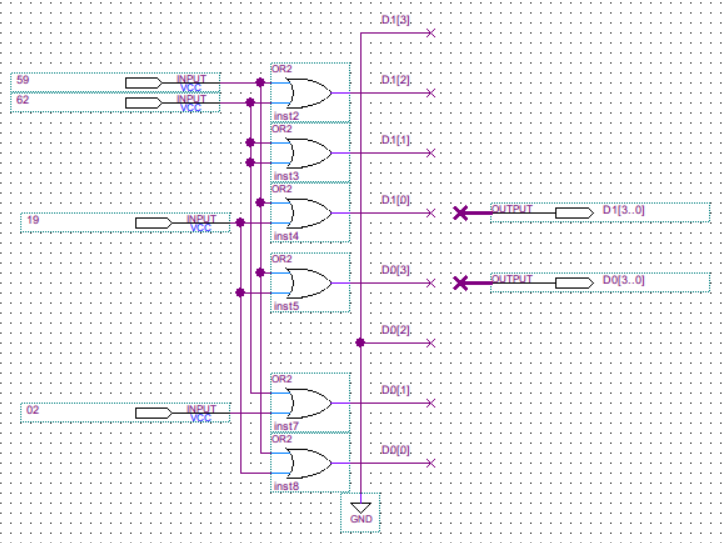 D1[3].
OR2
59
INPUT
VCC
D1[2].
62
INPUT
VCC
inst2
OR2
D1[1].
inst3
OR2
D1[0].
19
INPUT
VCC
inst4
OUTPUT
D1[3..0]
OR2
D0[3].
inst5
OUTPUT
D0[3..0]
D0[2].
OR2
D0[1].
02
INPUT
VCC
inst7
OR2
D0[0].
inst8
GND